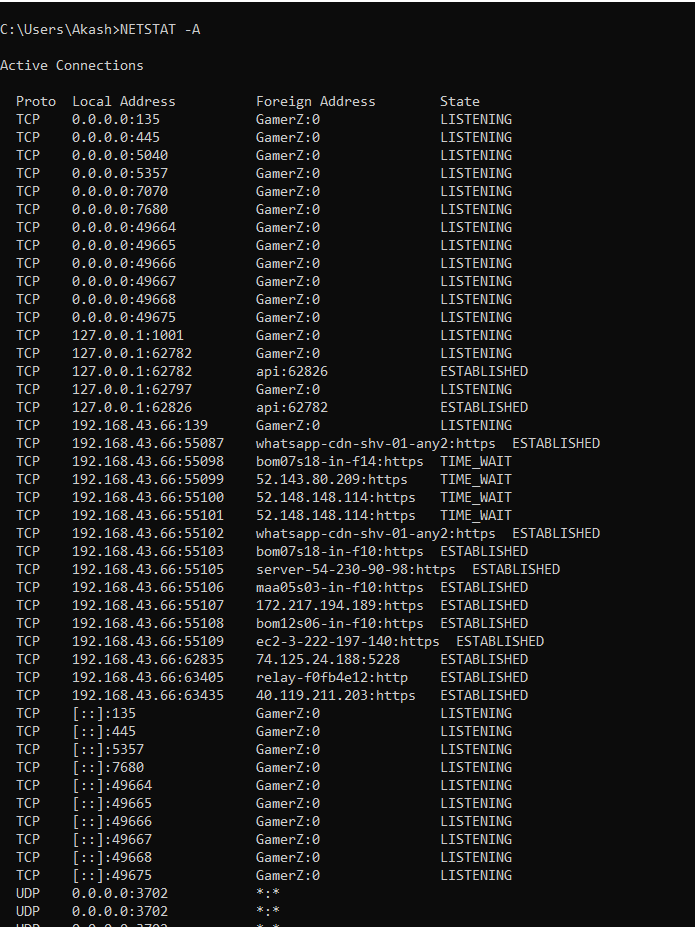 C:\Users\Akash>NETSTAT -A
Active Connections
Proto Local Address Foreign Address State
TCP 0.0.0.0:135 GamerZ:0 LISTENING
TCP 0.0.0.0:445 GamerZ:0 LISTENING
TCP 0.0.0.0:5040 GamerZ:0 LISTENING
TCP 0.0.0.0:5357 GamerZ:0 LISTENING
TCP 0.0.0.0:7070 GamerZ:0 LISTENING
TCP 0.0.0.0:7680 GamerZ:0 LISTENING
TCP 0.0.0.0:49664 GamerZ:0 LISTENING
TCP 0.0.0.0:49665 GamerZ:0 LISTENING
TCP 0.0.0.0:49666 GamerZ:0 LISTENING
TCP 0.0.0.0:49667 GamerZ:0 LISTENING
TCP 0.0.0.0:49668 GamerZ:0 LISTENING
TCP 0.0.0.0:49675 GamerZ:0 LISTENING
TCP 127.0.0.1:1001 GamerZ:0 LISTENING
TCP 127.0.0.1:62782 GamerZ:0 LISTENING
TCP 127.0.0.1:62782 api:62826 ESTABLISHED
TCP 127.0.0.1:62797 GamerZ:0 LISTENING
TCP 127.0.0.1:62826 api:62782 ESTABLISHED
TCP 192.168.43.66:139 GamerZ:0 LISTENING
TCP 192.168.43.66:55087 whatsapp-cdn-shv-01-any2:https ESTABLISHED
TCP 192.168.43.66:55098 bom07s18-in-f14:https TIME_WAIT
TCP 192.168.43.66:55099 52.143.80.209:https TIME_WAIT
TCP 192.168.43.66:55100 52.148.148.114:https TIME_WAIT
TCP 192.168.43.66:55101 52.148.148.114:https TIME_WAIT
TCP 192.168.43.66:55102 whatsapp-cdn-shv-01-any2:https ESTABLISHED
TCP 192.168.43.66:55103 bom07s18-in-f10:https ESTABLISHED
TCP 192.168.43.66:55105 server-54-230-90-98:https ESTABLISHED
TCP 192.168.43.66:55106 maa05s03-in-f10:https ESTABLISHED
TCP 192.168.43.66:55107 172.217.194.189:https ESTABLISHED
TCP 192.168.43.66:55108 bom12s06-in-f10:https ESTABLISHED
TCP 192.168.43.66:55109 ec2-3-222-197-140:https ESTABLISHED
TCP 192.168.43.66:62835 74.125.24.188:5228 ESTABLISHED
TCP 192.168.43.66:63405 relay-f0fb4e12:http ESTABLISHED
TCP 192.168.43.66:63435 40.119.211.203:https ESTABLISHED
TCP [::]:135 GamerZ:0 LISTENING
TCP [::]:445 GamerZ:0 LISTENING
TCP [::]:5357 GamerZ:0 LISTENING
TCP [::]:7680 GamerZ:0 LISTENING
TCP [::]:49664 GamerZ:0 LISTENING
TCP [::]:49665 GamerZ:0 LISTENING
TCP [::]:49666 GamerZ:0 LISTENING
TCP [::]:49667 GamerZ:0 LISTENING
TCP [::]:49668 GamerZ:0 LISTENING
TCP [::]:49675 GamerZ:0 LISTENING
UDP 0.0.0.0:3702 *:*
UDP 0.0.0.0:3702 *:*